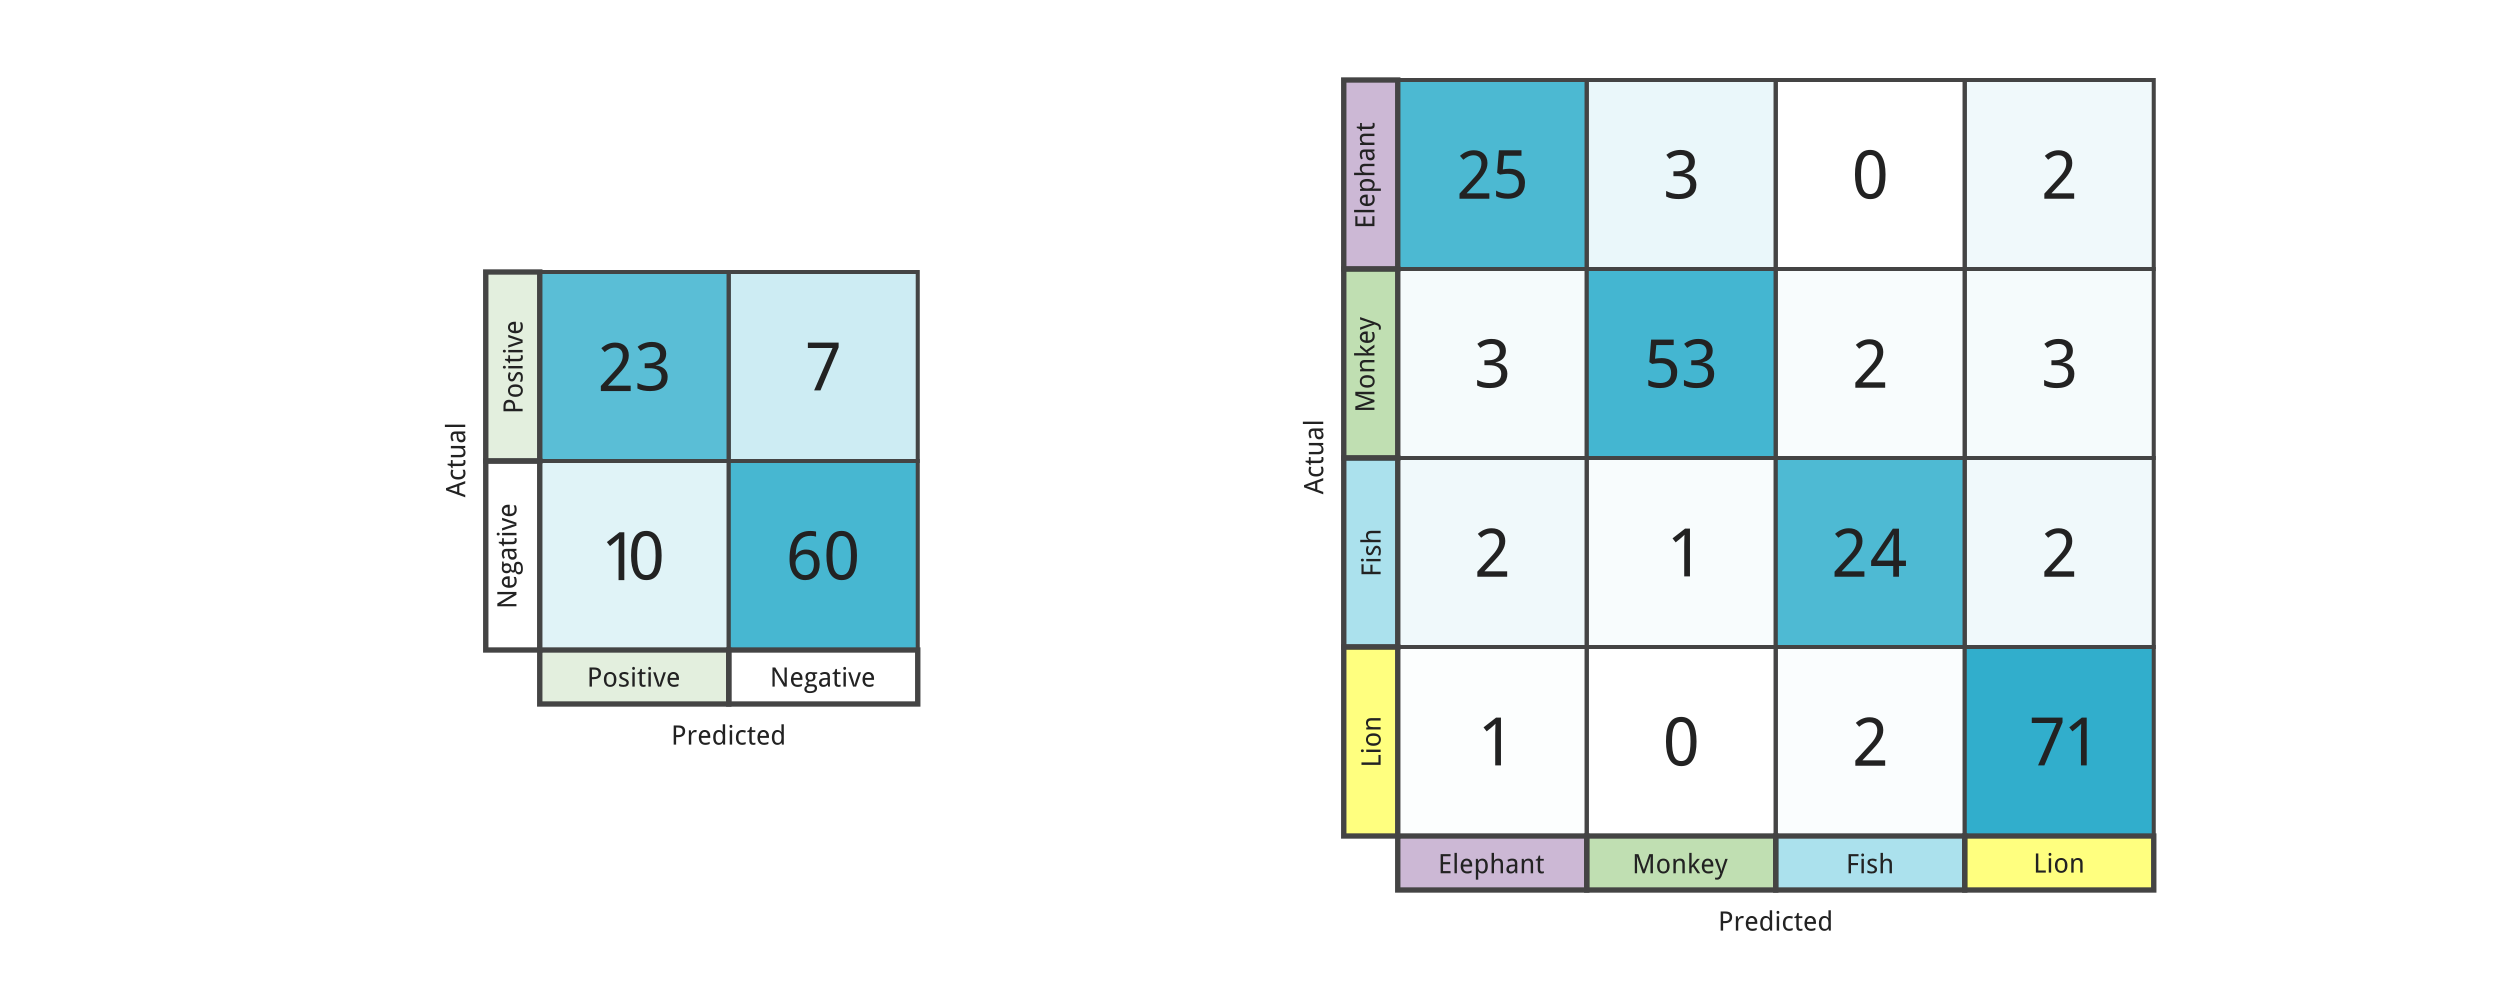 Actual
Positive
23
7
Negative
10
60
Positive
Negative
Predicted
Actual
Elephant
25
3
0
2
Monkey
3
53
2
3
Fish
2
1
24
2
Lion
1
0
2
71
Elephant
Monkey
Fish
Lion
Predicted